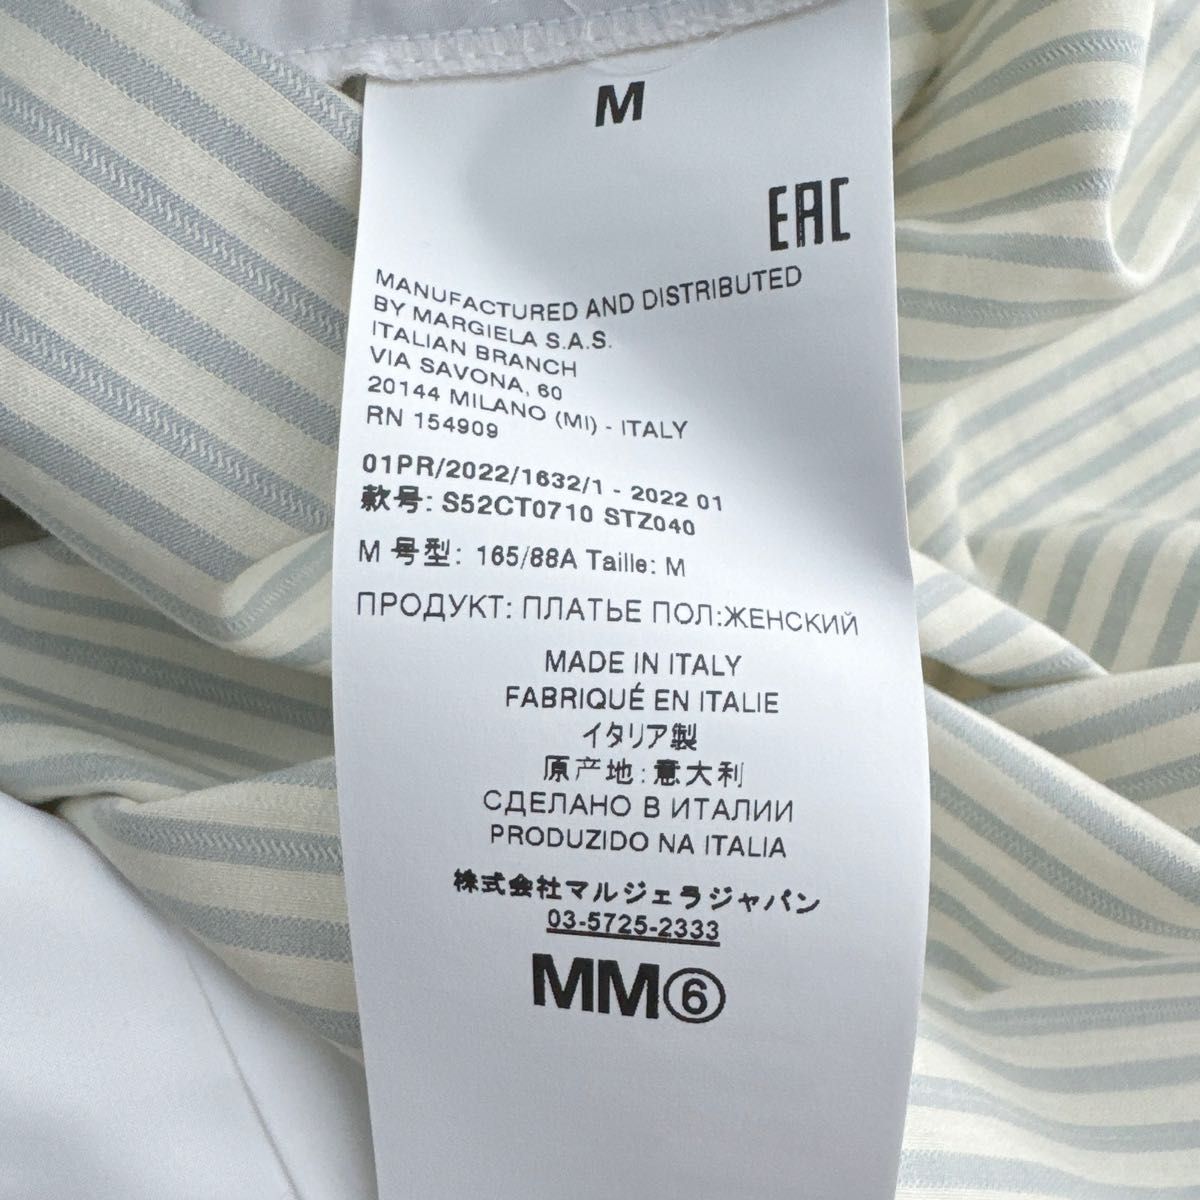 M
EAC
MANUFACTURED AND DISTRIBUTED
BY MARGIELA S.A.S.
ITALIAN BRANCH
VIA SAVONA, 60
20144 MILANO (MI) - ITALY
RN 154909
01PR/2022/1632/1 - 2022 01
款号: S52CT0710 STZ040
M 号型: 165/88A Taille: M
ПРОДУКТ: ПЛАТЬЕ ПОЛ:ЖЕНСКИЙ
MADE IN ITALY
FABRIQUÉ EN ITALIE
イタリア製
原产地:意大利
СДЕЛАНО В ИТАЛИИ
PRODUZIDO NA ITALIA
株式会社マルジェラジャパン
03-5725-2333
MM⑥